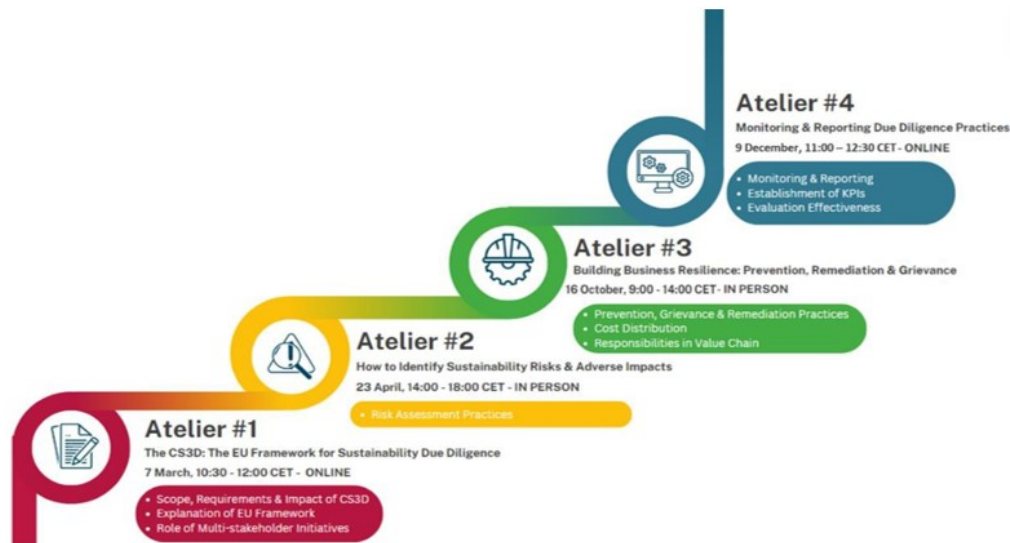 Atelier #4
Monitoring & Reporting Due Diligence Practices
9 December, 11:00 – 12:30 CET- ONLINE
• Monitoring & Reporting
• Establishment of KPIs
• Evaluation Effectiveness
Atelier #3
Building Business Resilience: Prevention, Remediation & Grievance
16 October, 9:00 - 14:00 CET- IN PERSON
• Prevention, Grievance & Remediation Practices
• Cost Distribution
• Responsibilities in Value Chain
Atelier #2
How to Identify Sustainability Risks & Adverse Impacts
23 April, 14:00 - 18:00 CET - IN PERSON
• Risk Assessment Practices
Atelier #1
The CS3D: The EU Framework for Sustainability Due Diligence
7 March, 10:30 - 12:00 CET - ONLINE
• Scope, Requirements & Impact of CS3D
• Explanation of EU Framework
• Role of Multi-stakeholder Initiatives